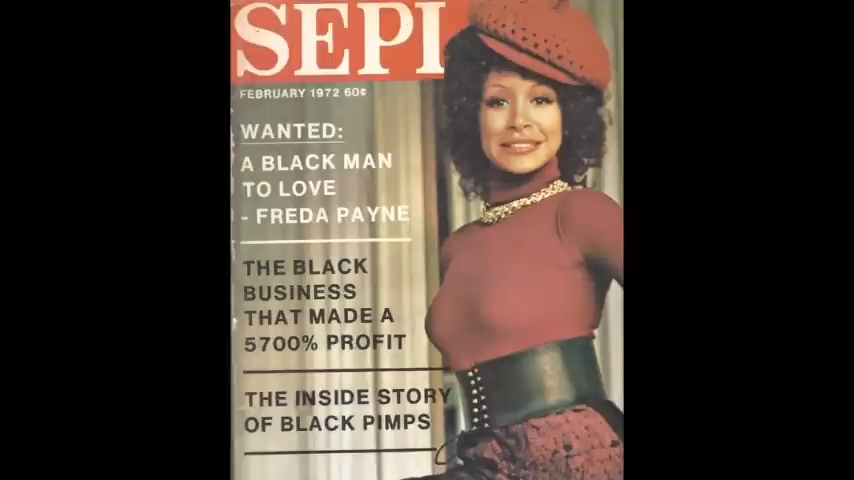 SEPI
FEBRUARY 1972 60¢
WANTED:
A BLACK MAN
TO LOVE
- FREDA PAYNE
THE BLACK
BUSINESS
THAT MADE A
5700% PROFIT
THE INSIDE STORY
OF BLACK PIMPS